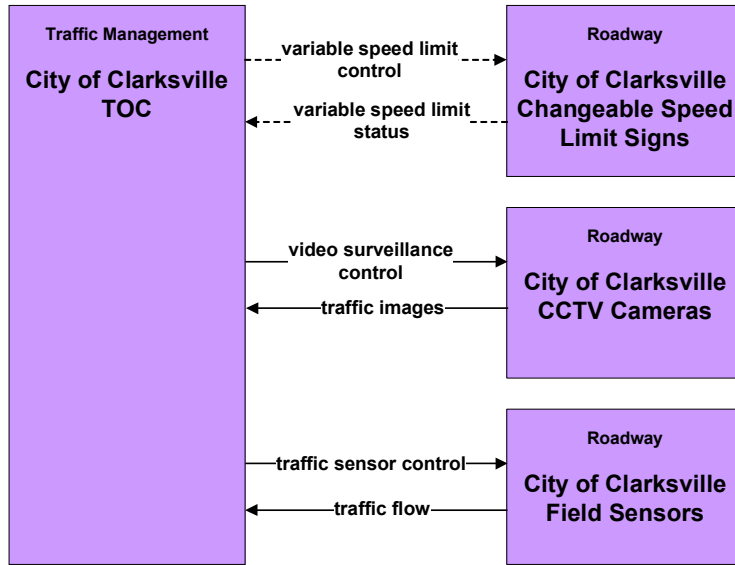 Traffic Management
City of Clarksville
TOC
variable speed limit
control
variable speed limit
status
Roadway
City of Clarksville
Changeable Speed
Limit Signs
video surveillance
control
traffic images
Roadway
City of Clarksville
CCTV Cameras
traffic sensor control
traffic flow
Roadway
City of Clarksville
Field Sensors